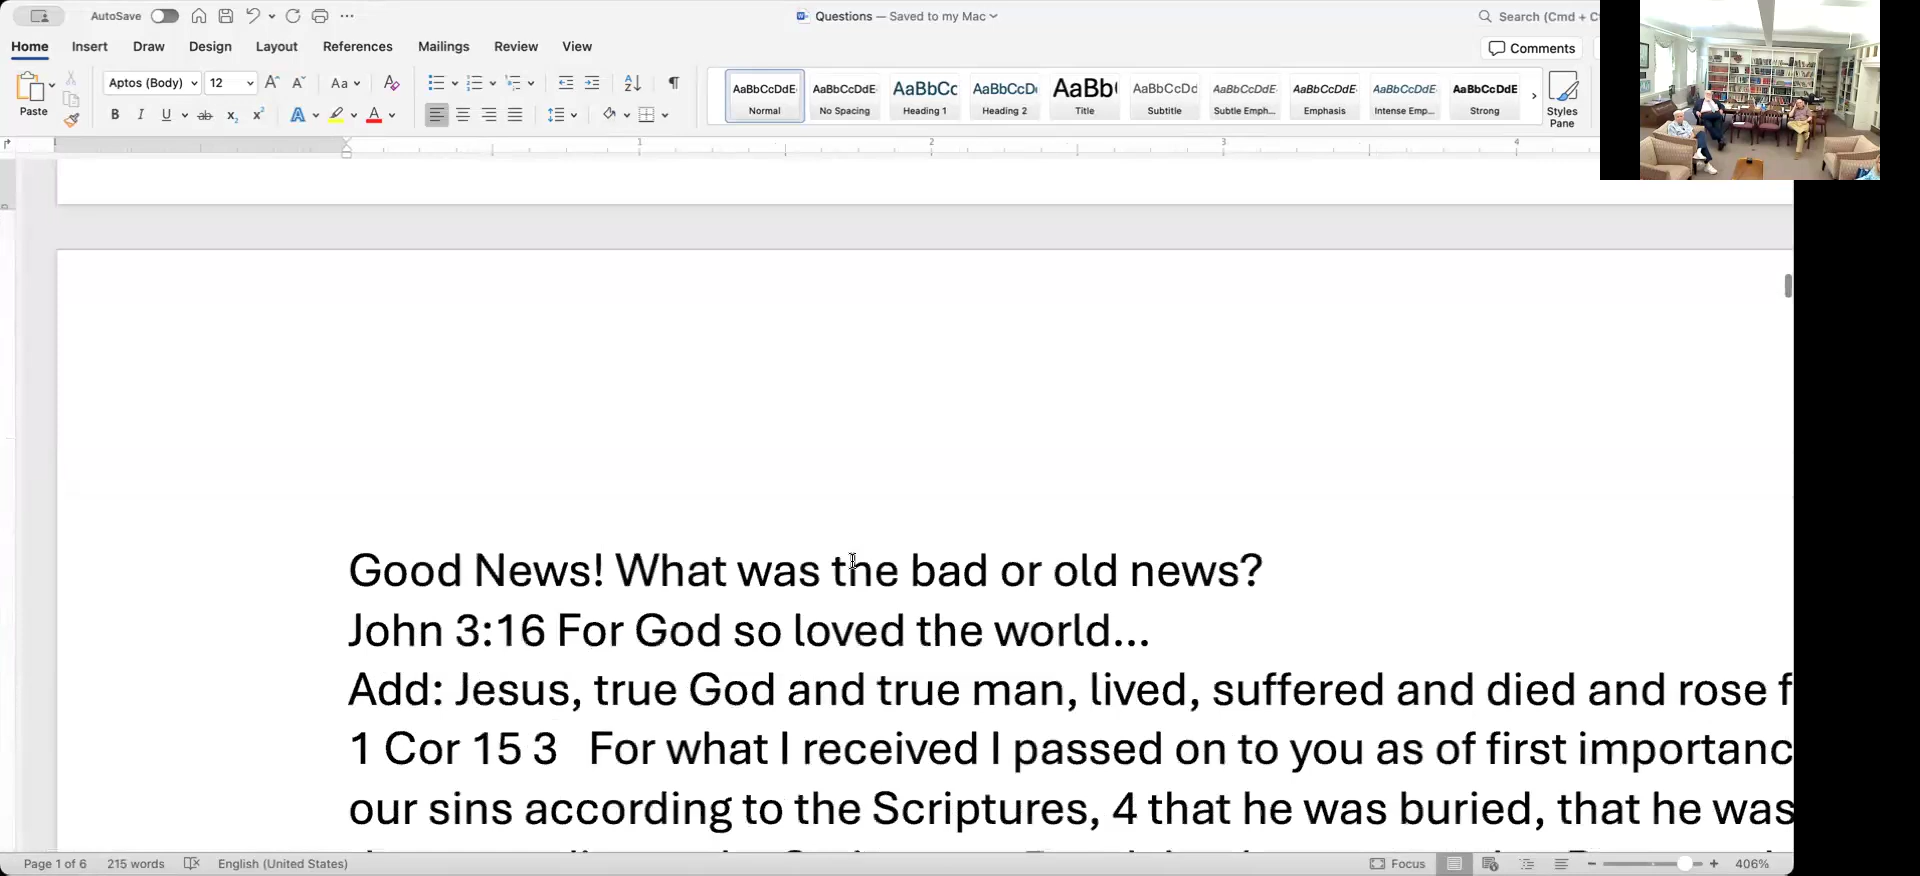 AutoSave
Questions — Saved to my Mac
Search (Cmd + C
Home Insert Draw Design Layout References Mailings Review View
Comments
Paste
Aptos (Body) 12
AaBbCcDdE AaBbCcDdE AaBbCc AaBbCcD AaBb AaBbCcDd AaBbCcDdE AaBbCcDdE AaBbCcDdE AaBbCcDdE
Normal No Spacing Heading 1 Heading 2 Title Subtitle Subtle Emph... Emphasis Intense Emp... Strong
Styles
Pane
1 2 3 4
Good News! What was the bad or old news?
John 3:16 For God so loved the world...
Add: Jesus, true God and true man, lived, suffered and died and rose f
1 Cor 15 3 For what I received I passed on to you as of first importanc
our sins according to the Scriptures, 4 that he was buried, that he was
Page 1 of 6 215 words English (United States)
Focus
406%